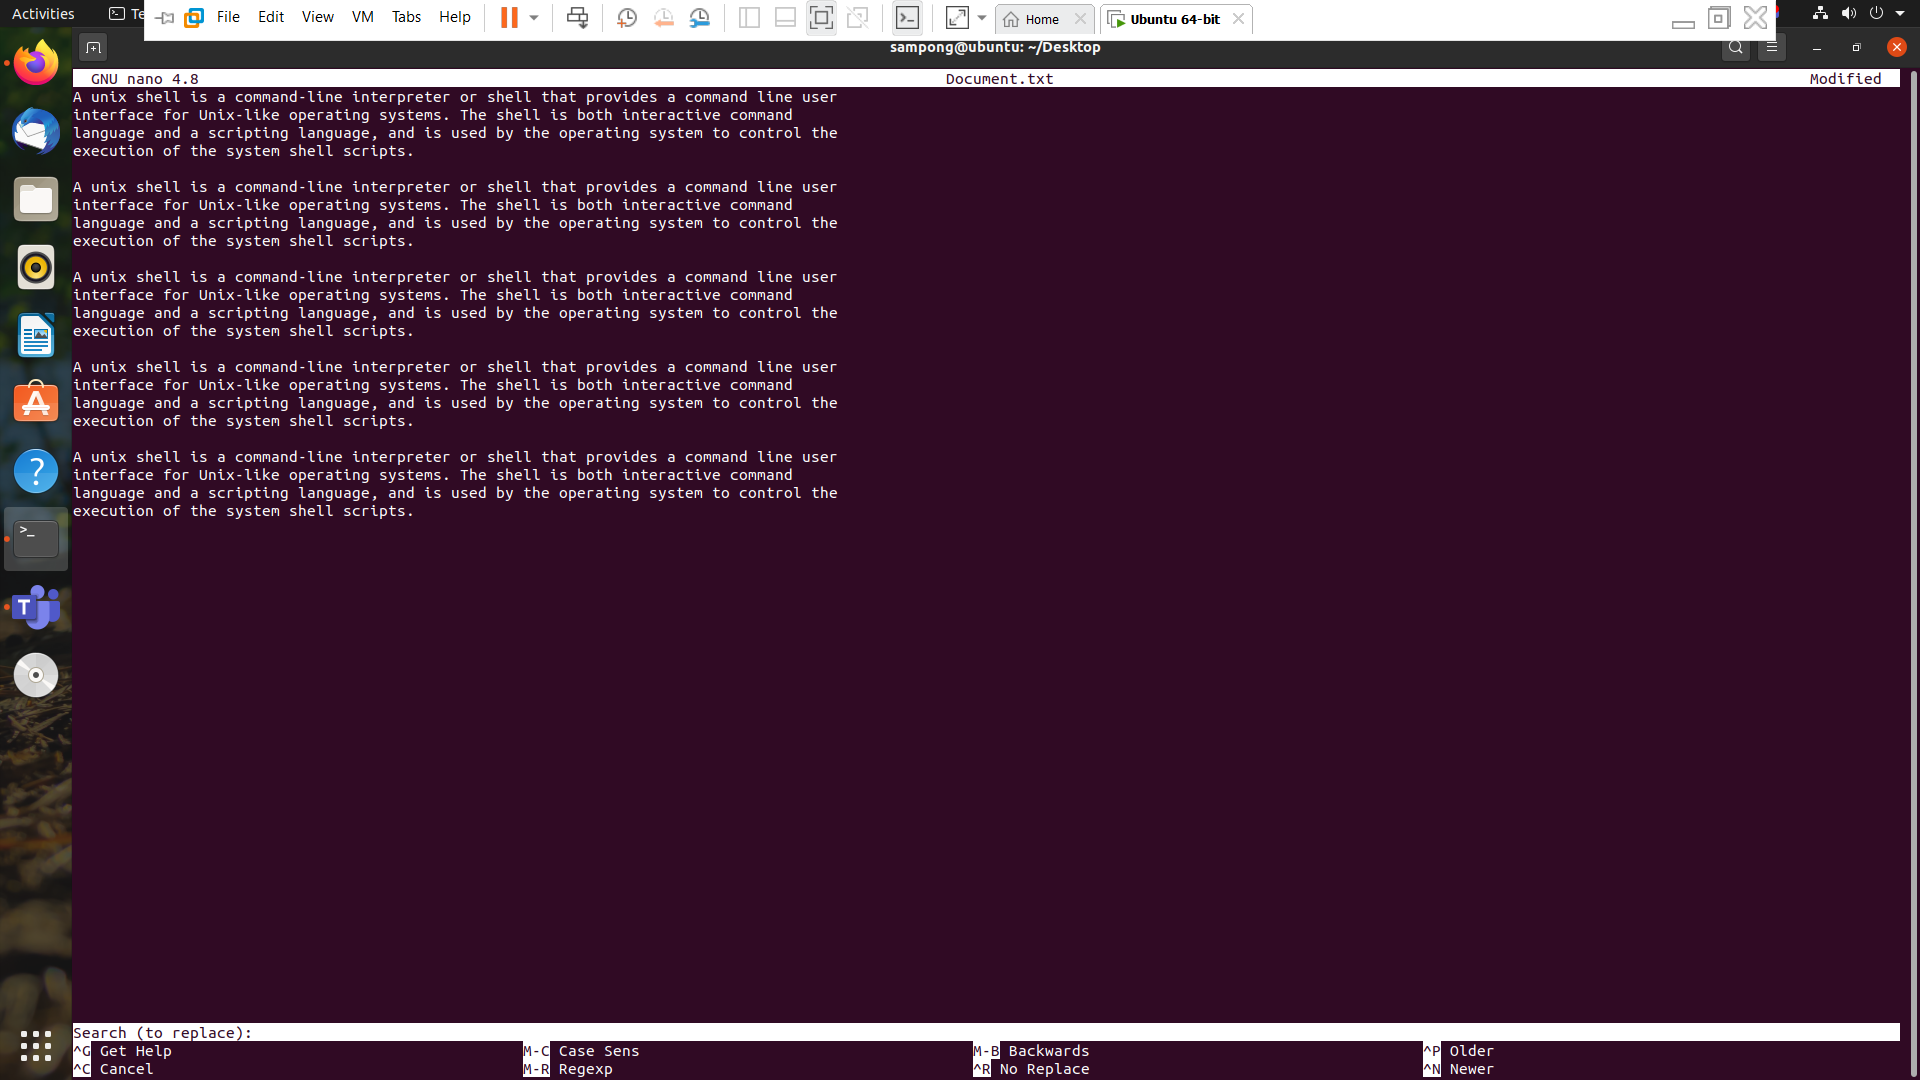 Activities
Te
File Edit View VM Tabs Help
Home
Ubuntu 64-bit
sampong@ubuntu: ~/Desktop
GNU nano 4.8 Document.txt Modified
A unix shell is a command-line interpreter or shell that provides a command line user
interface for Unix-like operating systems. The shell is both interactive command
language and a scripting language, and is used by the operating system to control the
execution of the system shell scripts.
A unix shell is a command-line interpreter or shell that provides a command line user
interface for Unix-like operating systems. The shell is both interactive command
language and a scripting language, and is used by the operating system to control the
execution of the system shell scripts.
A unix shell is a command-line interpreter or shell that provides a command line user
interface for Unix-like operating systems. The shell is both interactive command
language and a scripting language, and is used by the operating system to control the
execution of the system shell scripts.
A unix shell is a command-line interpreter or shell that provides a command line user
interface for Unix-like operating systems. The shell is both interactive command
language and a scripting language, and is used by the operating system to control the
execution of the system shell scripts.
A unix shell is a command-line interpreter or shell that provides a command line user
interface for Unix-like operating systems. The shell is both interactive command
language and a scripting language, and is used by the operating system to control the
execution of the system shell scripts.
Search (to replace):
^G Get Help M-C Case Sens M-B Backwards ^P Older
^C Cancel M-R Regexp ^R No Replace ^N Newer